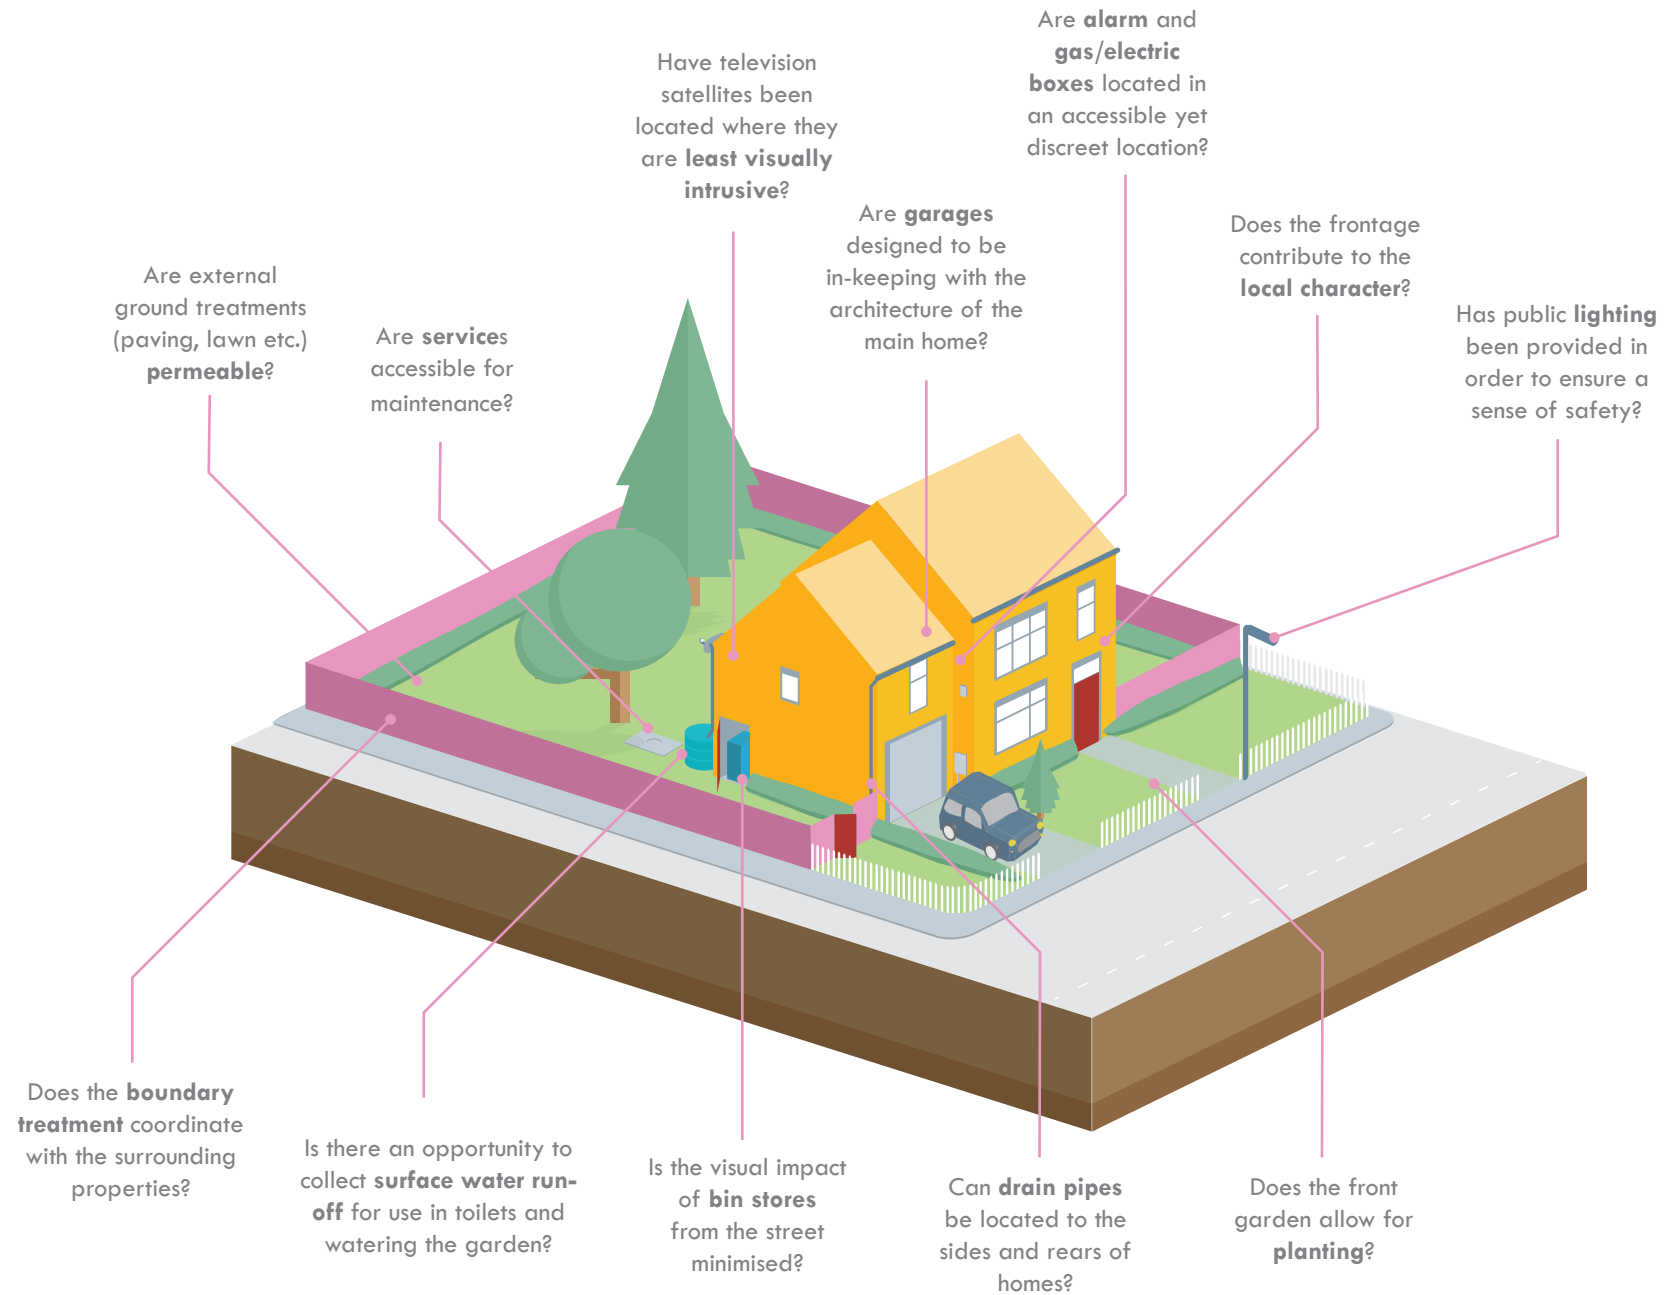 Are alarm and
gas/electric
boxes located in
an accessible yet
discreet location?
Have television
satellites been
located where they
are least visually
intrusive?
Are garages
designed to be
in-keeping with the
architecture of the
main home?
Does the frontage
contribute to the
local character?
Are external
ground treatments
(paving, lawn etc.)
permeable?
Are services
accessible for
maintenance?
Has public lighting
been provided in
order to ensure a
sense of safety?
Does the boundary
treatment coordinate
with the surrounding
properties?
Is there an opportunity to
collect surface water run-
off for use in toilets and
watering the garden?
Is the visual impact
of bin stores
from the street
minimised?
Can drain pipes
be located to the
sides and rears of
homes?
Does the front
garden allow for
planting?